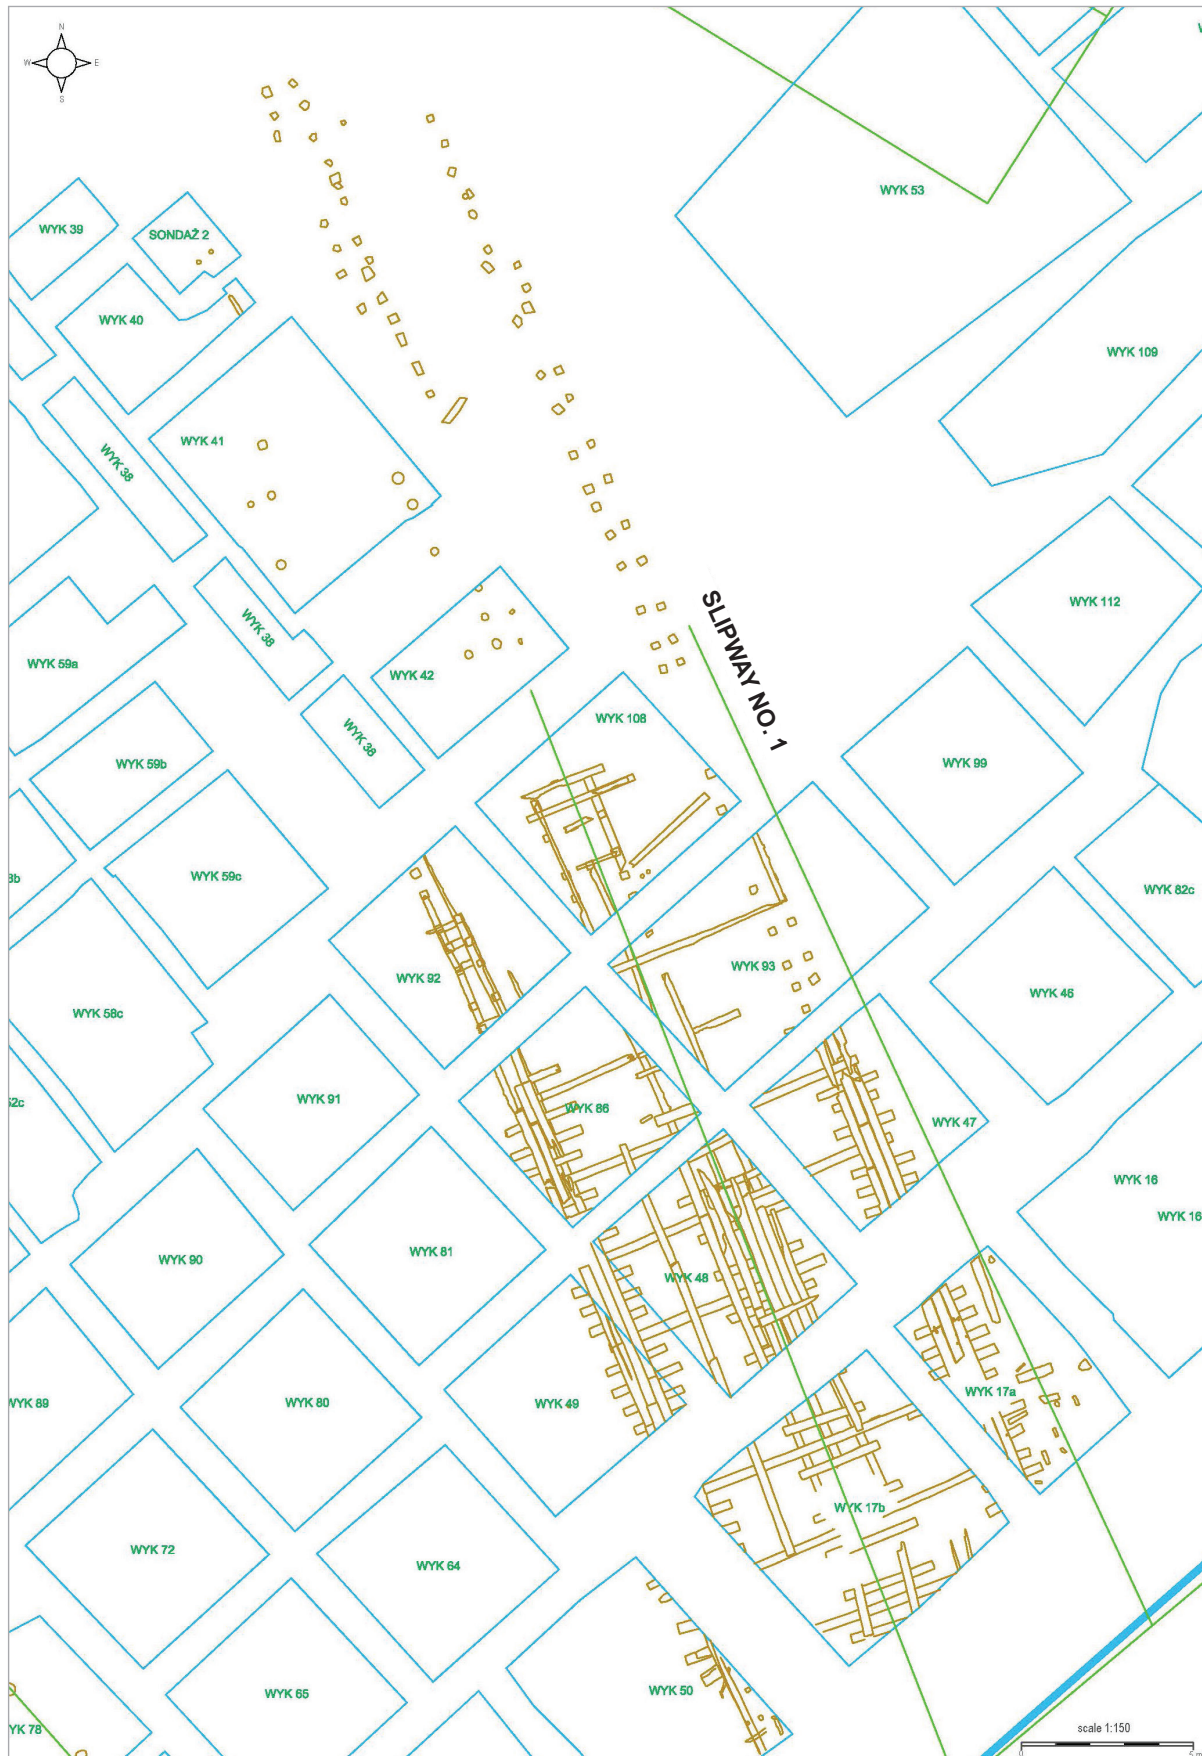 N
W E
S
WYK 53
WYK 39
SONDAŻ 2
WYK 40
WYK 109
WYK 41
WYK 38
WYK 112
WYK 38
WYK 59a
WYK 42
SLIPWAY NO. 1
WYK 108
WYK 38
WYK 59b
WYK 99
WYK 59c
WYK 82c
WYK 93
WYK 92
WYK 46
WYK 58c
WYK 91
WYK 86
WYK 47
WYK 16
WYK 16
WYK 90
WYK 81
WYK 48
WYK 17a
WYK 89
WYK 80
WYK 49
WYK 17b
WYK 72
WYK 64
WYK 65
WYK 50
YK 78
scale 1:150